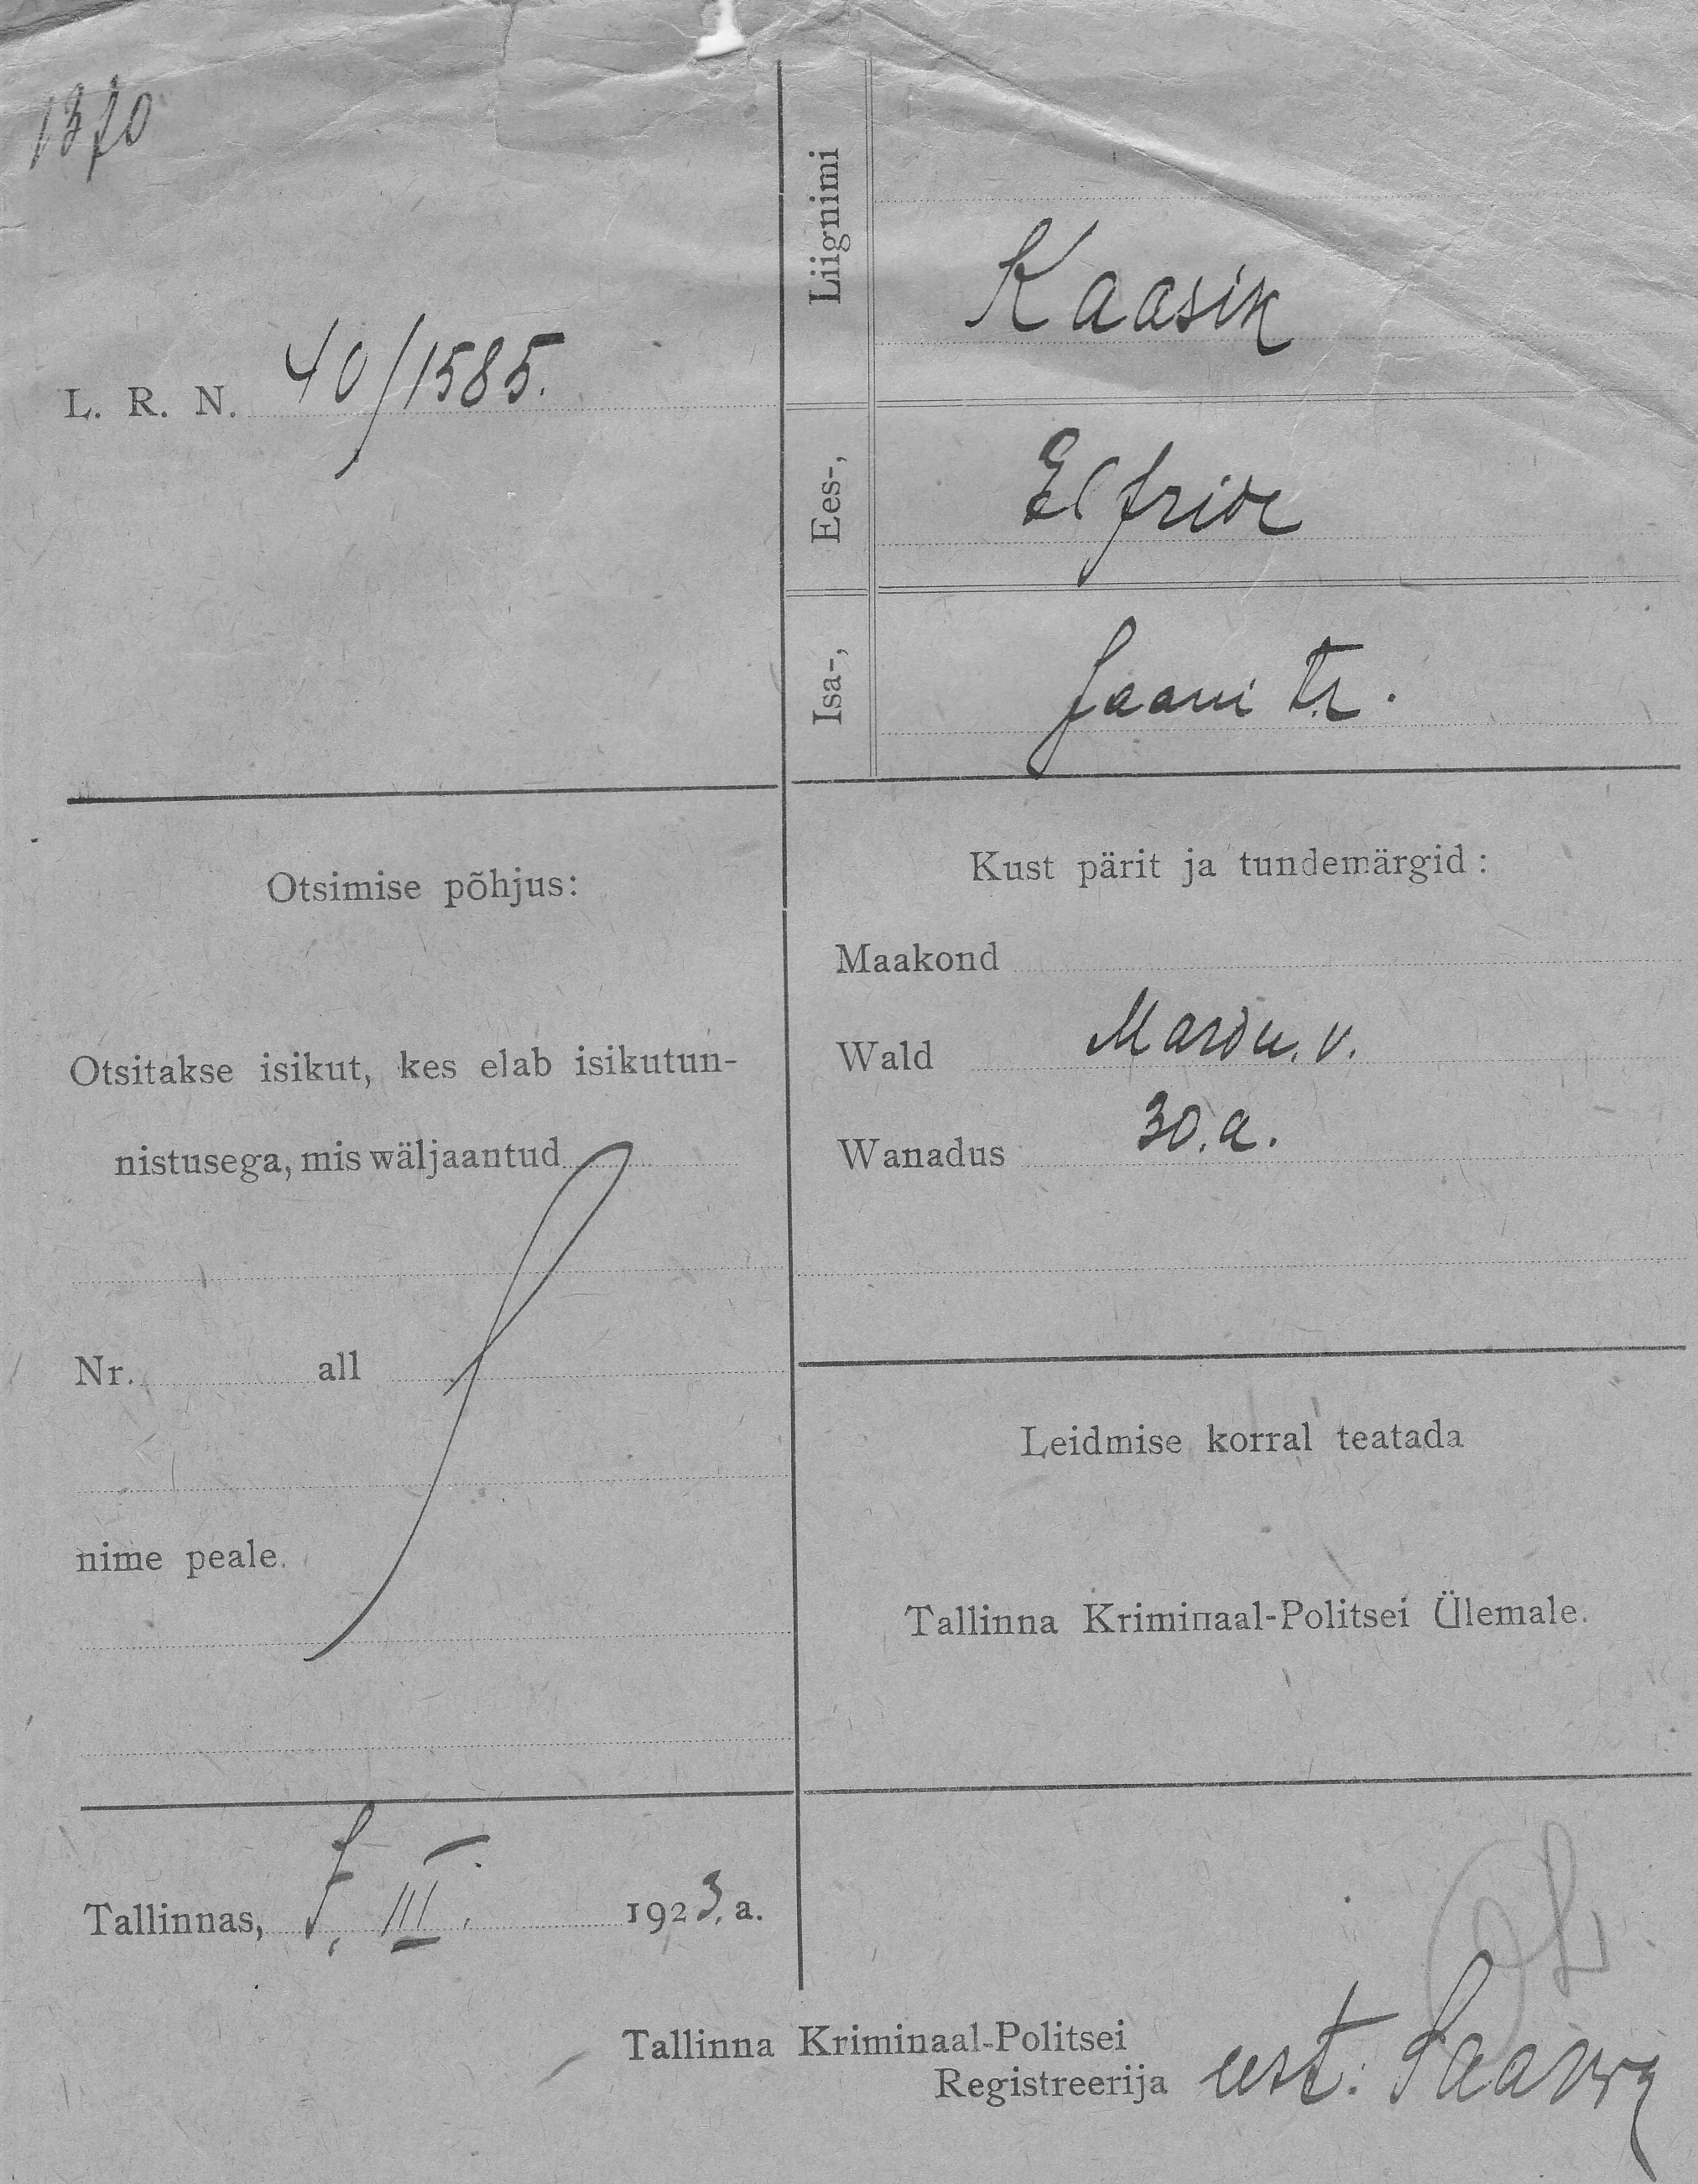 1370
L. R. N. 40/1585.
Liignimi Kaasik
Ees-, Elfride
Isa-, Jaani tr.
Otsimise põhjus:
Otsitakse isikut, kes elab isikutun-
nistusega, mis wäljaantud
Nr. all
nime peale.
Kust pärit ja tundemärgid:
Maakond
Wald Mardu. v.
Wanadus 30. a.
Leidmise korral teatada
Tallinna Kriminaal-Politsei Ülemale.
Tallinnas, 7. III. 1923. a.
Tallinna Kriminaal-Politsei
Registreerija